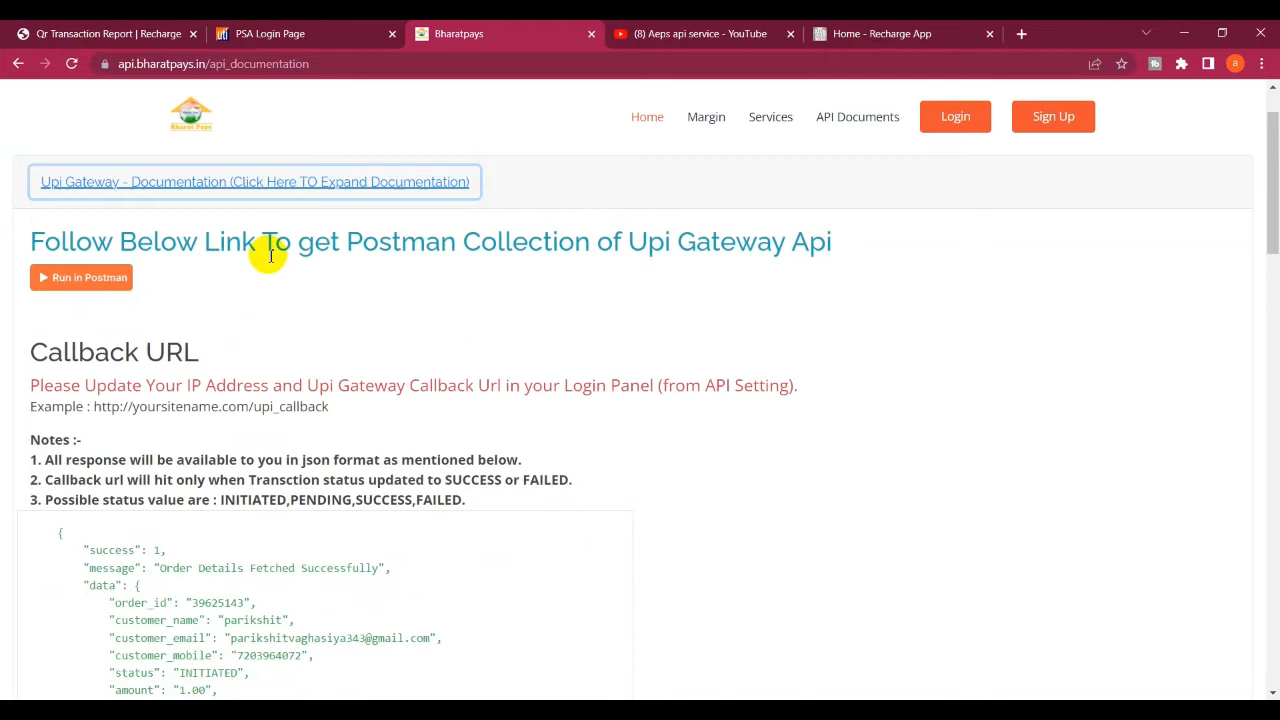 Qr Transaction Report | Recharge
PSA Login Page
Bharatpays
(8) Aeps api service - YouTube
Home - Recharge App
api.bharatpays.in/api_documentation
a
Bharat Pays
Home
Margin
Services
API Documents
Login
Sign Up
Upi Gateway - Documentation (Click Here TO Expand Documentation)
Follow Below Link To get Postman Collection of Upi Gateway Api
Run in Postman
Callback URL
Please Update Your IP Address and Upi Gateway Callback Url in your Login Panel (from API Setting).
Example : http://yoursitename.com/upi_callback
Notes :-
1. All response will be available to you in json format as mentioned below.
2. Callback url will hit only when Transction status updated to SUCCESS or FAILED.
3. Possible status value are : INITIATED,PENDING,SUCCESS,FAILED.
{
"success": 1,
"message": "Order Details Fetched Successfully",
"data": {
"order_id": "39625143",
"customer_name": "parikshit",
"customer_email": "parikshitvaghasiya343@gmail.com",
"customer_mobile": "7203964072",
"status": "INITIATED",
"amount": "1.00",